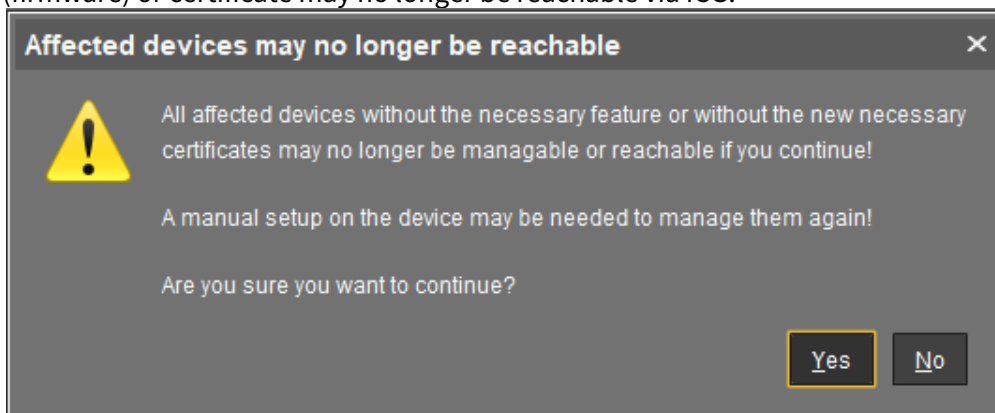 (firmware) or certificate may no longer be reachable via ICG.
Affected devices may no longer be reachable
All affected devices without the necessary feature or without the new necessary
certificates may no longer be managable or reachable if you continue!
A manual setup on the device may be needed to manage them again!
Are you sure you want to continue?
Yes No